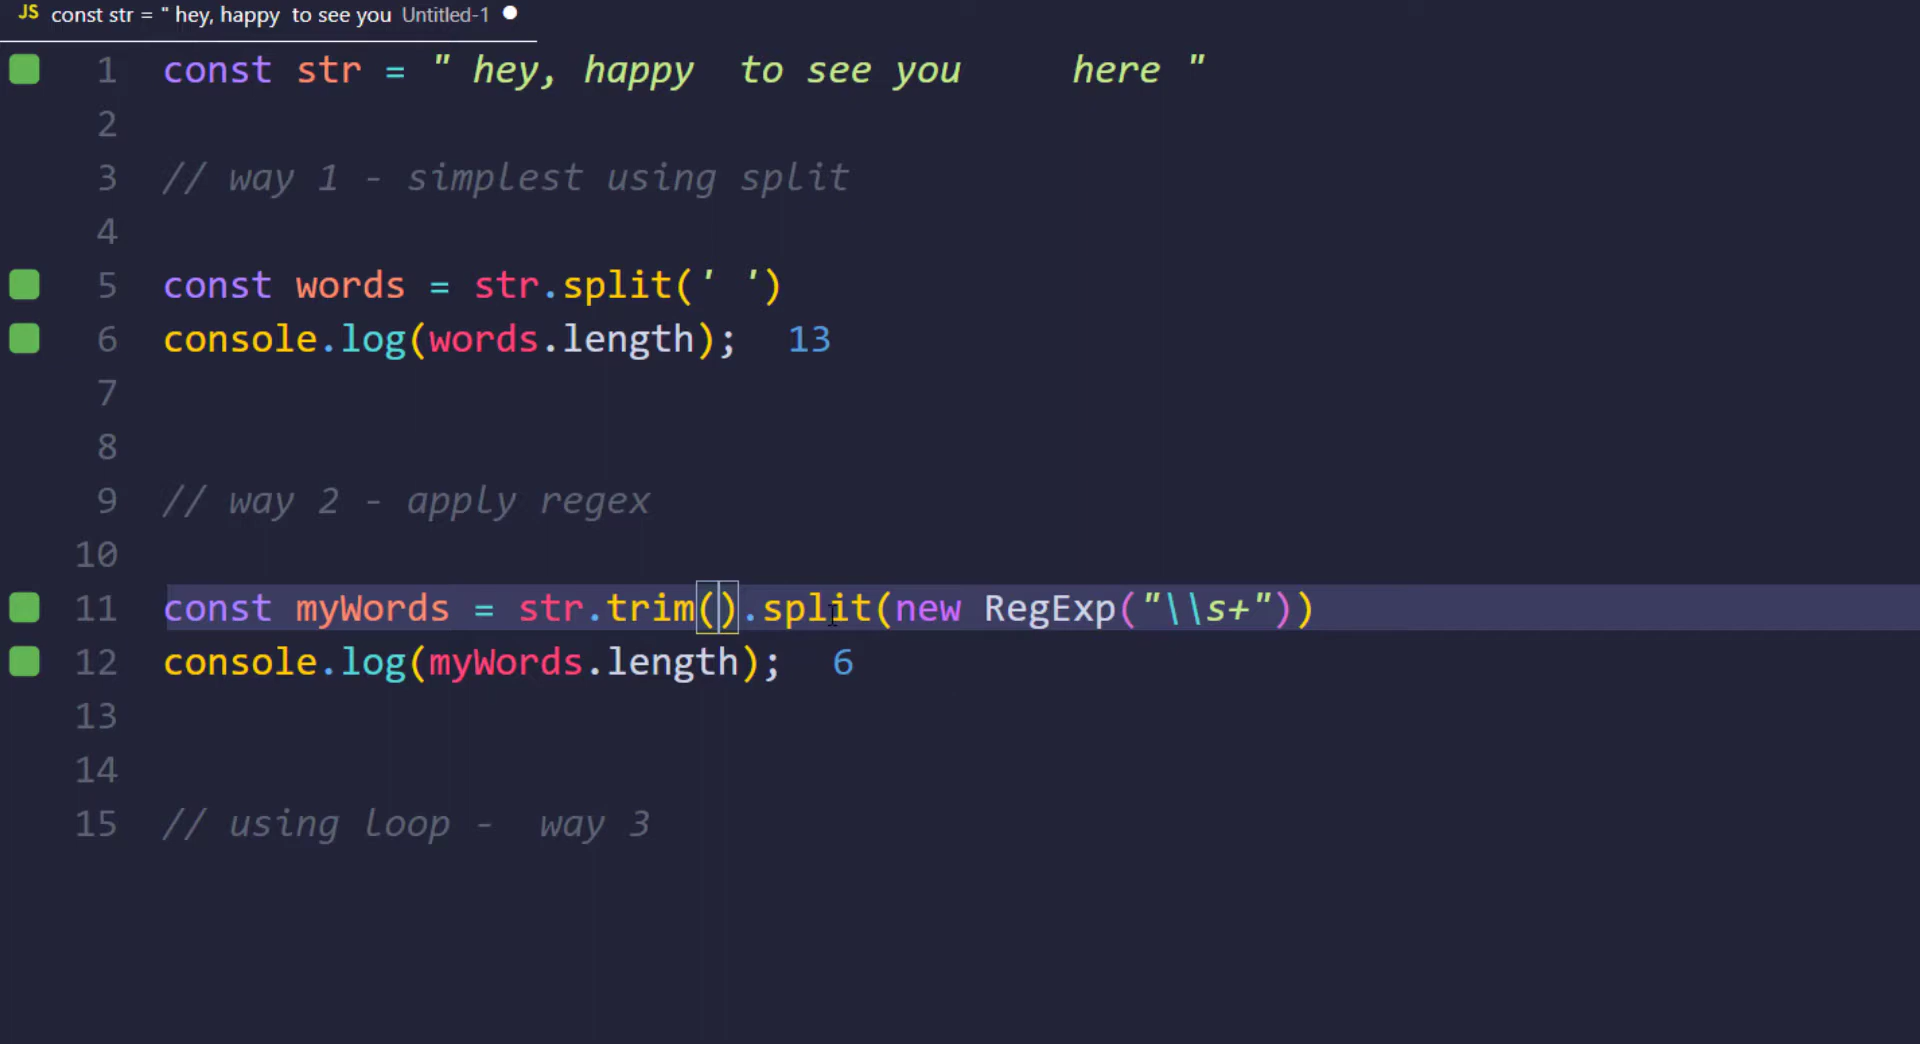 JS const str = " hey, happy  to see you Untitled-1
1 const str = " hey, happy  to see you     here "
2
3 // way 1 - simplest using split
4
5 const words = str.split(' ')
6 console.log(words.length); 13
7
8
9 // way 2 - apply regex
10
11 const myWords = str.trim().split(new RegExp("\\s+"))
12 console.log(myWords.length); 6
13
14
15 // using loop -  way 3